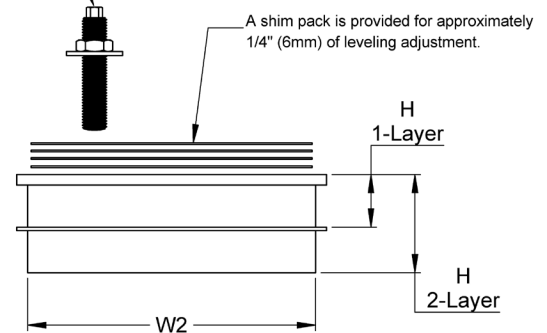 A shim pack is provided for approximately
1/4" (6mm) of leveling adjustment.
H
1-Layer
H
2-Layer
W2